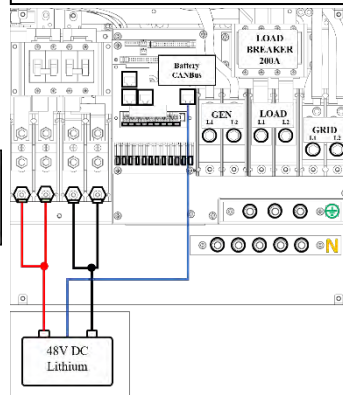 LOAD
BREAKER
200A
Battery
CANBus
GEN
L1 L2
LOAD
L1 L2
GRID
L1 L2
N
48V DC
Lithium